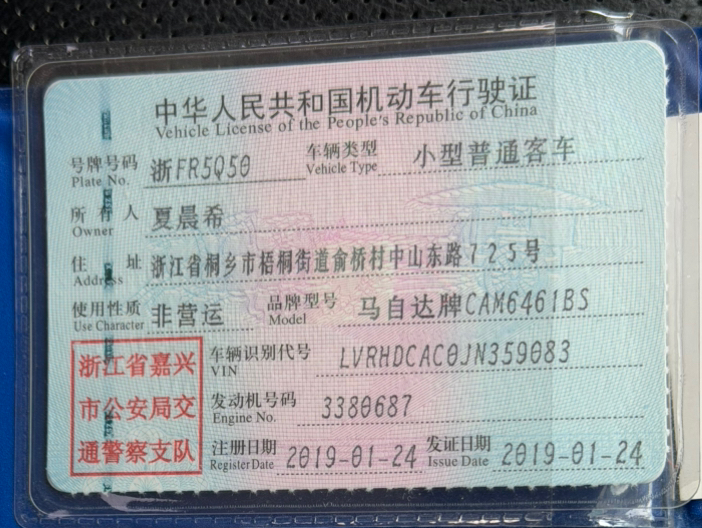 中华人民共和国机动车行驶证
Vehicle License of the People's Republic of China
号牌号码 浙FR5Q50 车辆类型 小型普通客车
Plate No. Vehicle Type
所有人 夏晨希
Owner
住址 浙江省桐乡市梧桐街道俞桥村中山东路725号
Address
使用性质 非营运 品牌型号 马自达牌CAM6461BS
Use Character Model
浙江省嘉兴 车辆识别代号 LVRHDCAC0JN359083
VIN
市公安局交 发动机号码 3380687
Engine No.
通警察支队 注册日期 2019-01-24 发证日期 2019-01-24
Register Date Issue Date